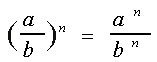 (a/b)^n = a^n / b^n